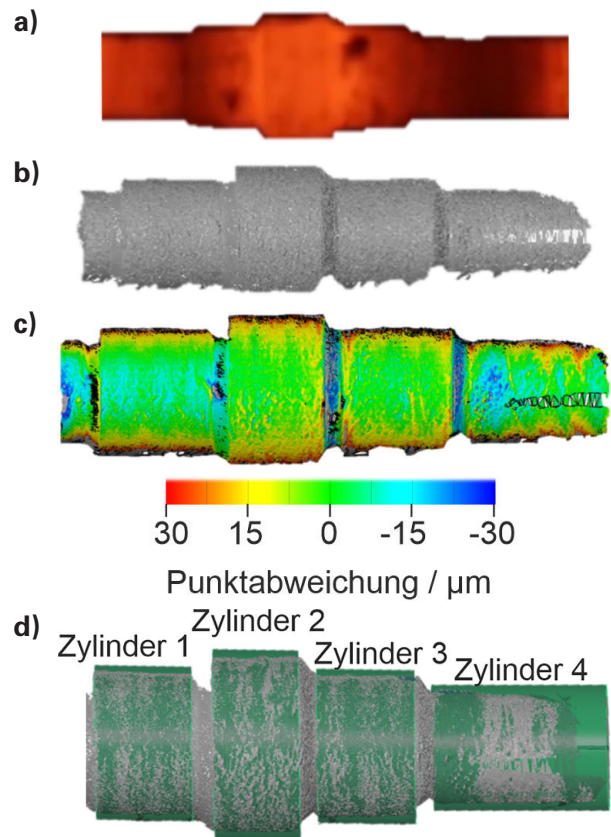 a)
b)
c)
30 15 0 -15 -30
Punktabweichung / µm
d)
Zylinder 1
Zylinder 2
Zylinder 3
Zylinder 4